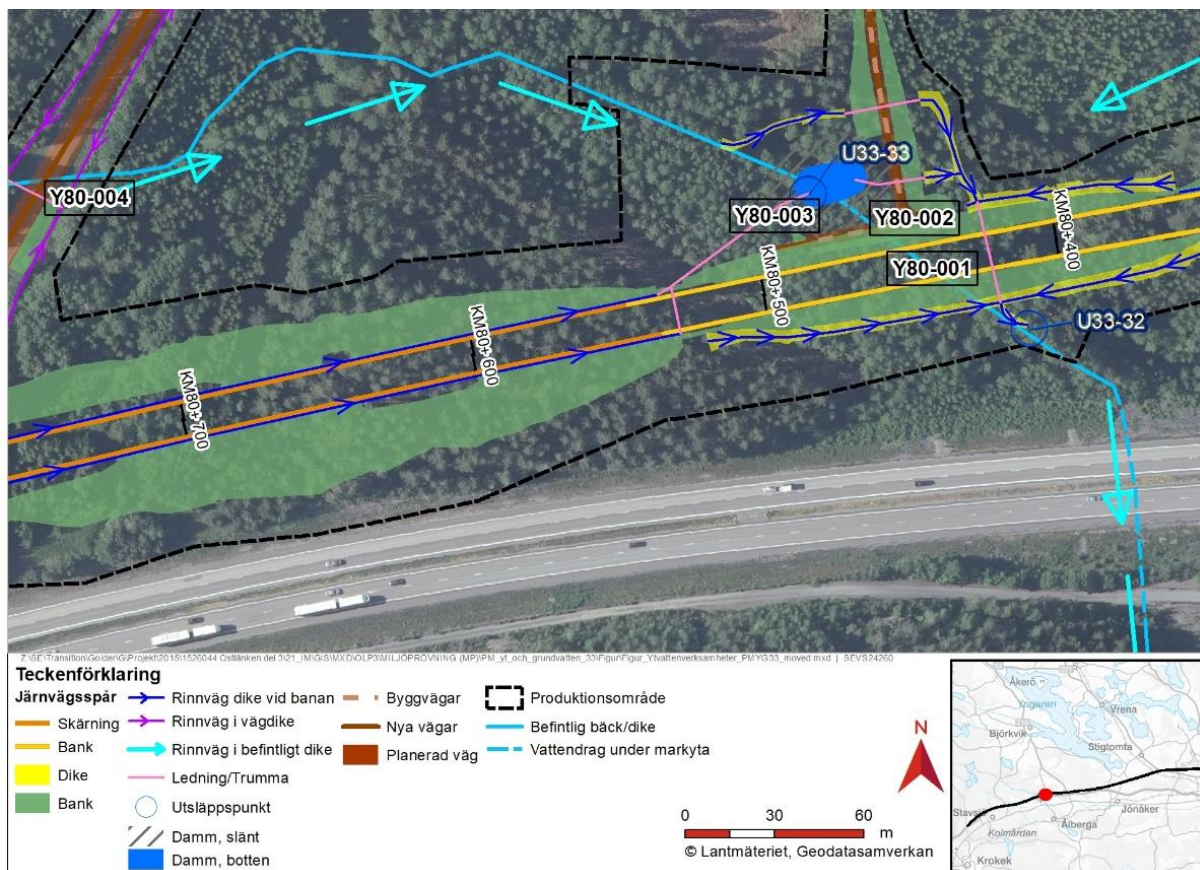 U33-33
Y80-004
Y80-003
Y80-002
Y80-001
KM80+400
KM80+500
U33-32
KM80+600
KM80+700
Teckenförklaring
Järnvägsspår
Skärning
Bank
Dike
Bank
Rinnväg dike vid banan
Rinnväg i vägdike
Rinnväg i befintligt dike
Ledning/Trumma
Utsläppspunkt
Damm, slänt
Damm, botten
Byggvägar
Nya vägar
Planerad väg
Produktionsområde
Befintlig bäck/dike
Vattendrag under markyta
N
0 30 60
m
© Lantmäteriet, Geodatasamverkan
Åkerö
Yngaren
Vrena
Björkvik
Stigtomta
Jönåker
Ålberga
Kolmården
Krokek